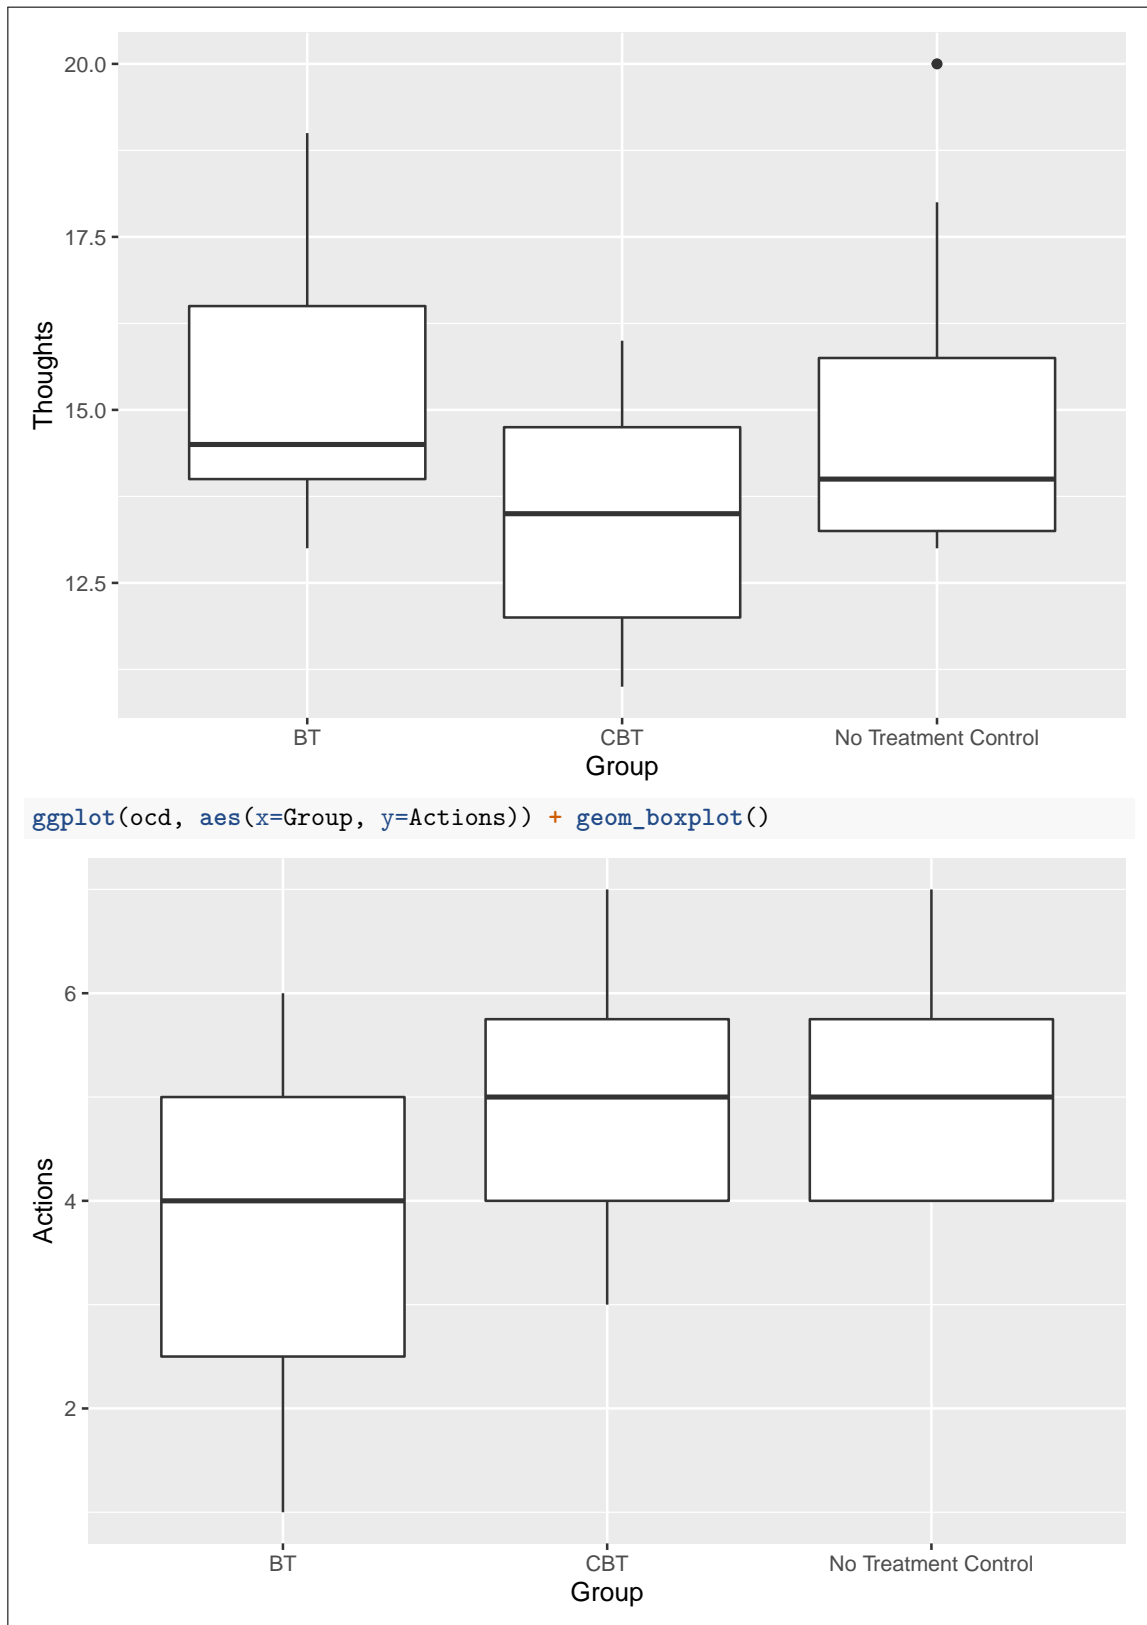 20.0
17.5
15.0
12.5
Thoughts
BT CBT No Treatment Control
Group
ggplot(ocd, aes(x=Group, y=Actions)) + geom_boxplot()
6
4
2
Actions
BT CBT No Treatment Control
Group